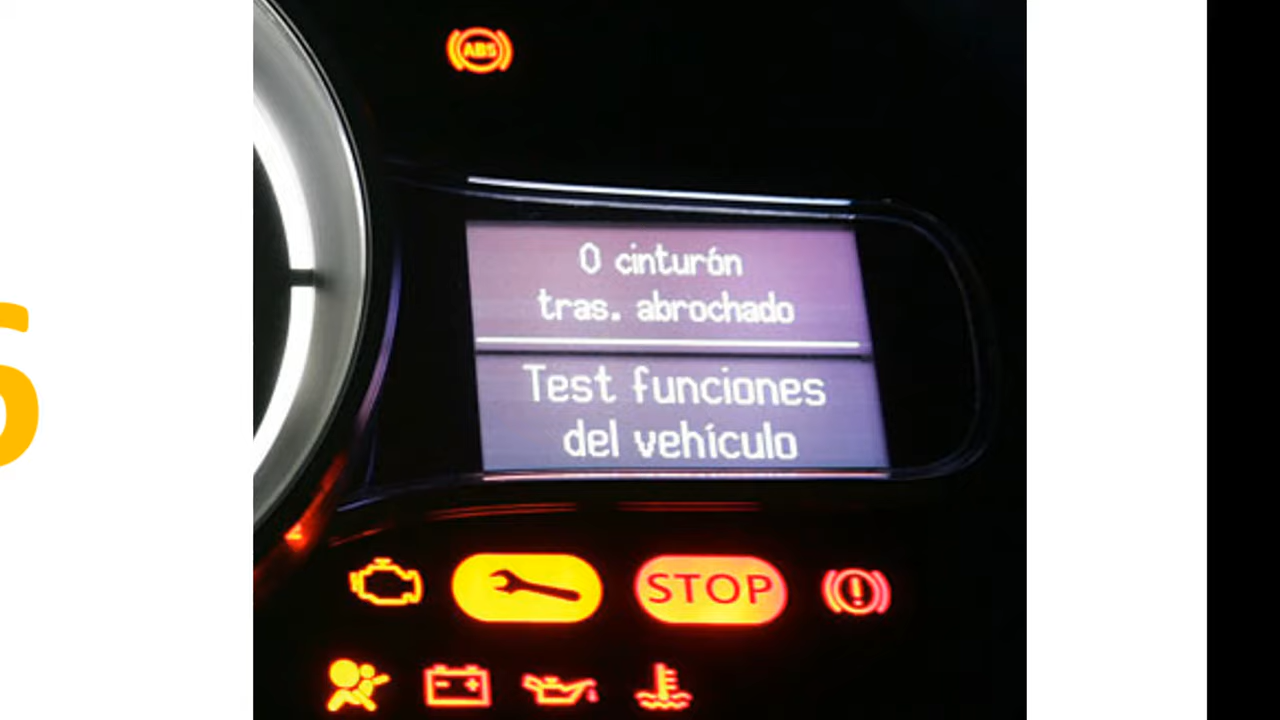 ABS
0 cinturón
tras. abrochado
Test funciones
del vehículo
STOP